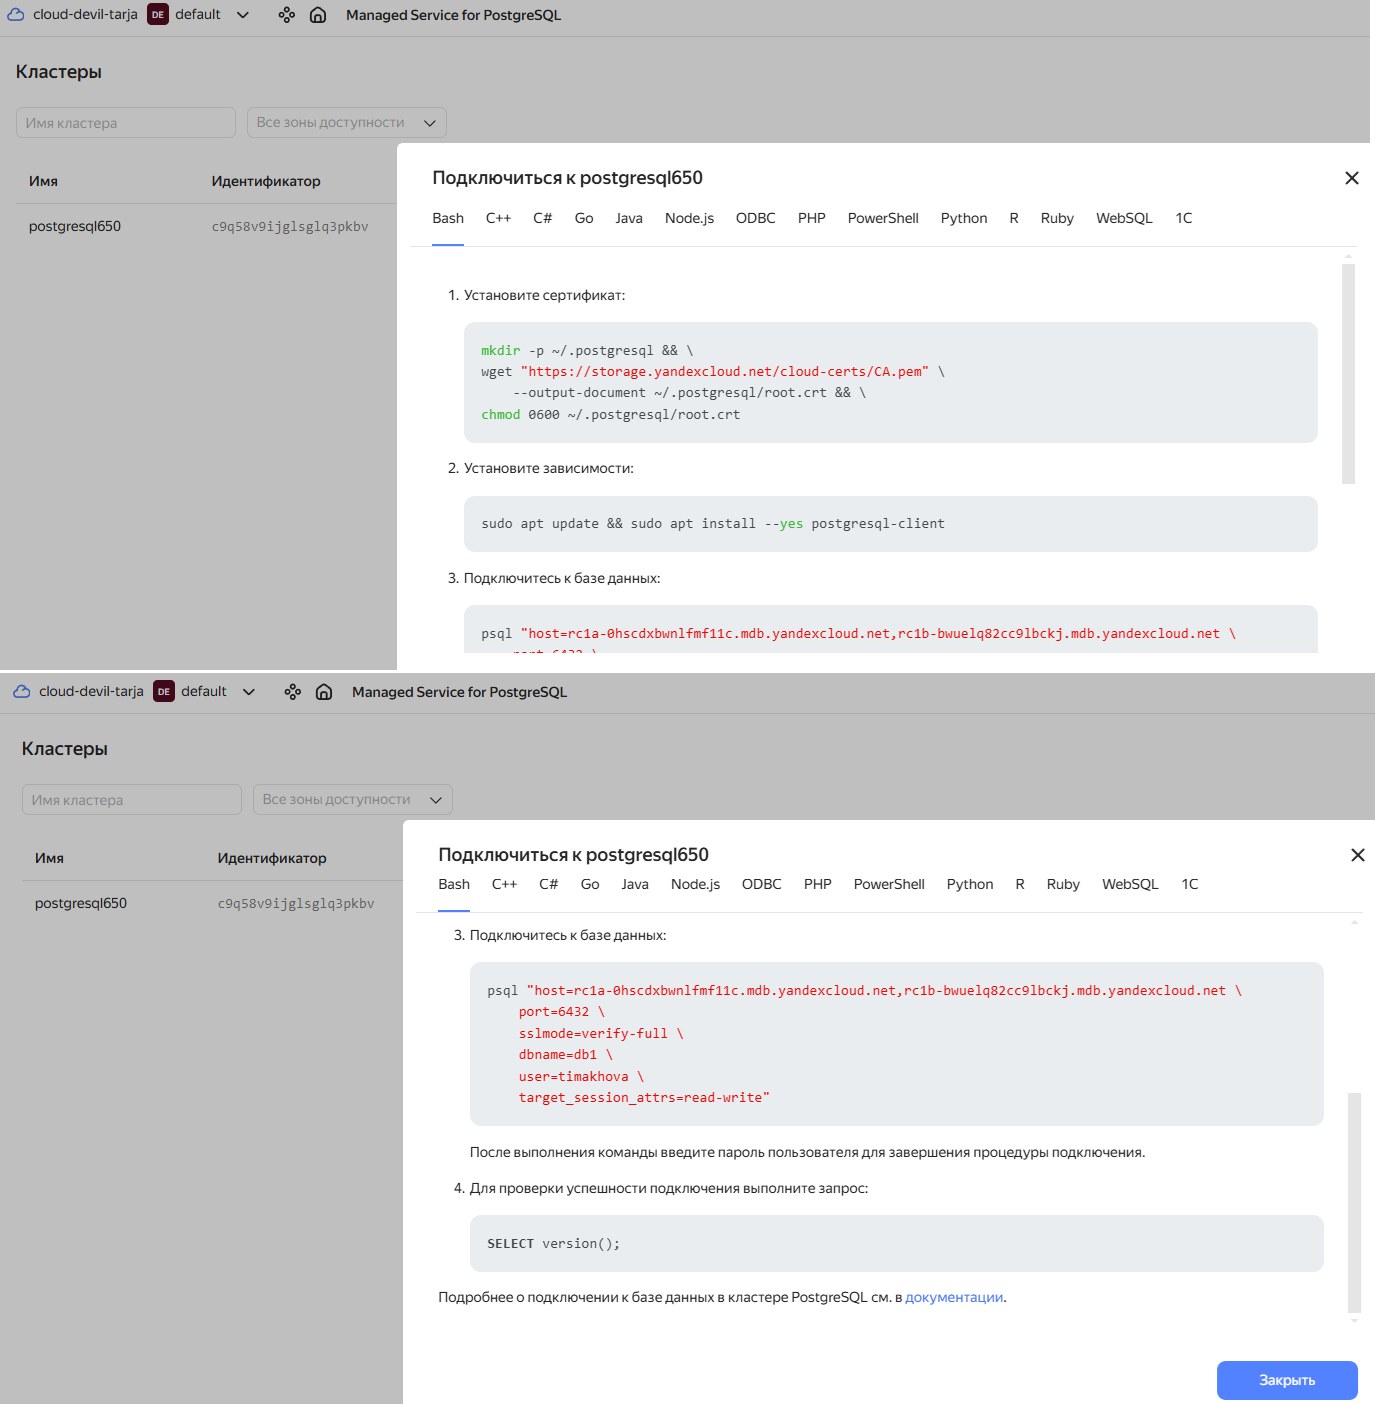 cloud-devil-tarja DE default Managed Service for PostgreSQL
Кластеры
Имя кластера Все зоны доступности
Имя Идентификатор
postgresql650 c9q58v9ijglsglq3pkbv
Подключиться к postgresql650
Bash C++ C# Go Java Node.js ODBC PHP PowerShell Python R Ruby WebSQL 1C
1. Установите сертификат:
mkdir -p ~/.postgresql && \
wget "https://storage.yandexcloud.net/cloud-certs/CA.pem" \
--output-document ~/.postgresql/root.crt && \
chmod 0600 ~/.postgresql/root.crt
2. Установите зависимости:
sudo apt update && sudo apt install --yes postgresql-client
3. Подключитесь к базе данных:
psql "host=rc1a-0hscdxbwnlfmf11c.mdb.yandexcloud.net,rc1b-bwuelq82cc9lbckj.mdb.yandexcloud.net \
port=6432 \
cloud-devil-tarja DE default Managed Service for PostgreSQL
Кластеры
Имя кластера Все зоны доступности
Имя Идентификатор
postgresql650 c9q58v9ijglsglq3pkbv
Подключиться к postgresql650
Bash C++ C# Go Java Node.js ODBC PHP PowerShell Python R Ruby WebSQL 1C
3. Подключитесь к базе данных:
psql "host=rc1a-0hscdxbwnlfmf11c.mdb.yandexcloud.net,rc1b-bwuelq82cc9lbckj.mdb.yandexcloud.net \
port=6432 \
sslmode=verify-full \
dbname=db1 \
user=timakhova \
target_session_attrs=read-write"
После выполнения команды введите пароль пользователя для завершения процедуры подключения.
4. Для проверки успешности подключения выполните запрос:
SELECT version();
Подробнее о подключении к базе данных в кластере PostgreSQL см. в документации.
Закрыть